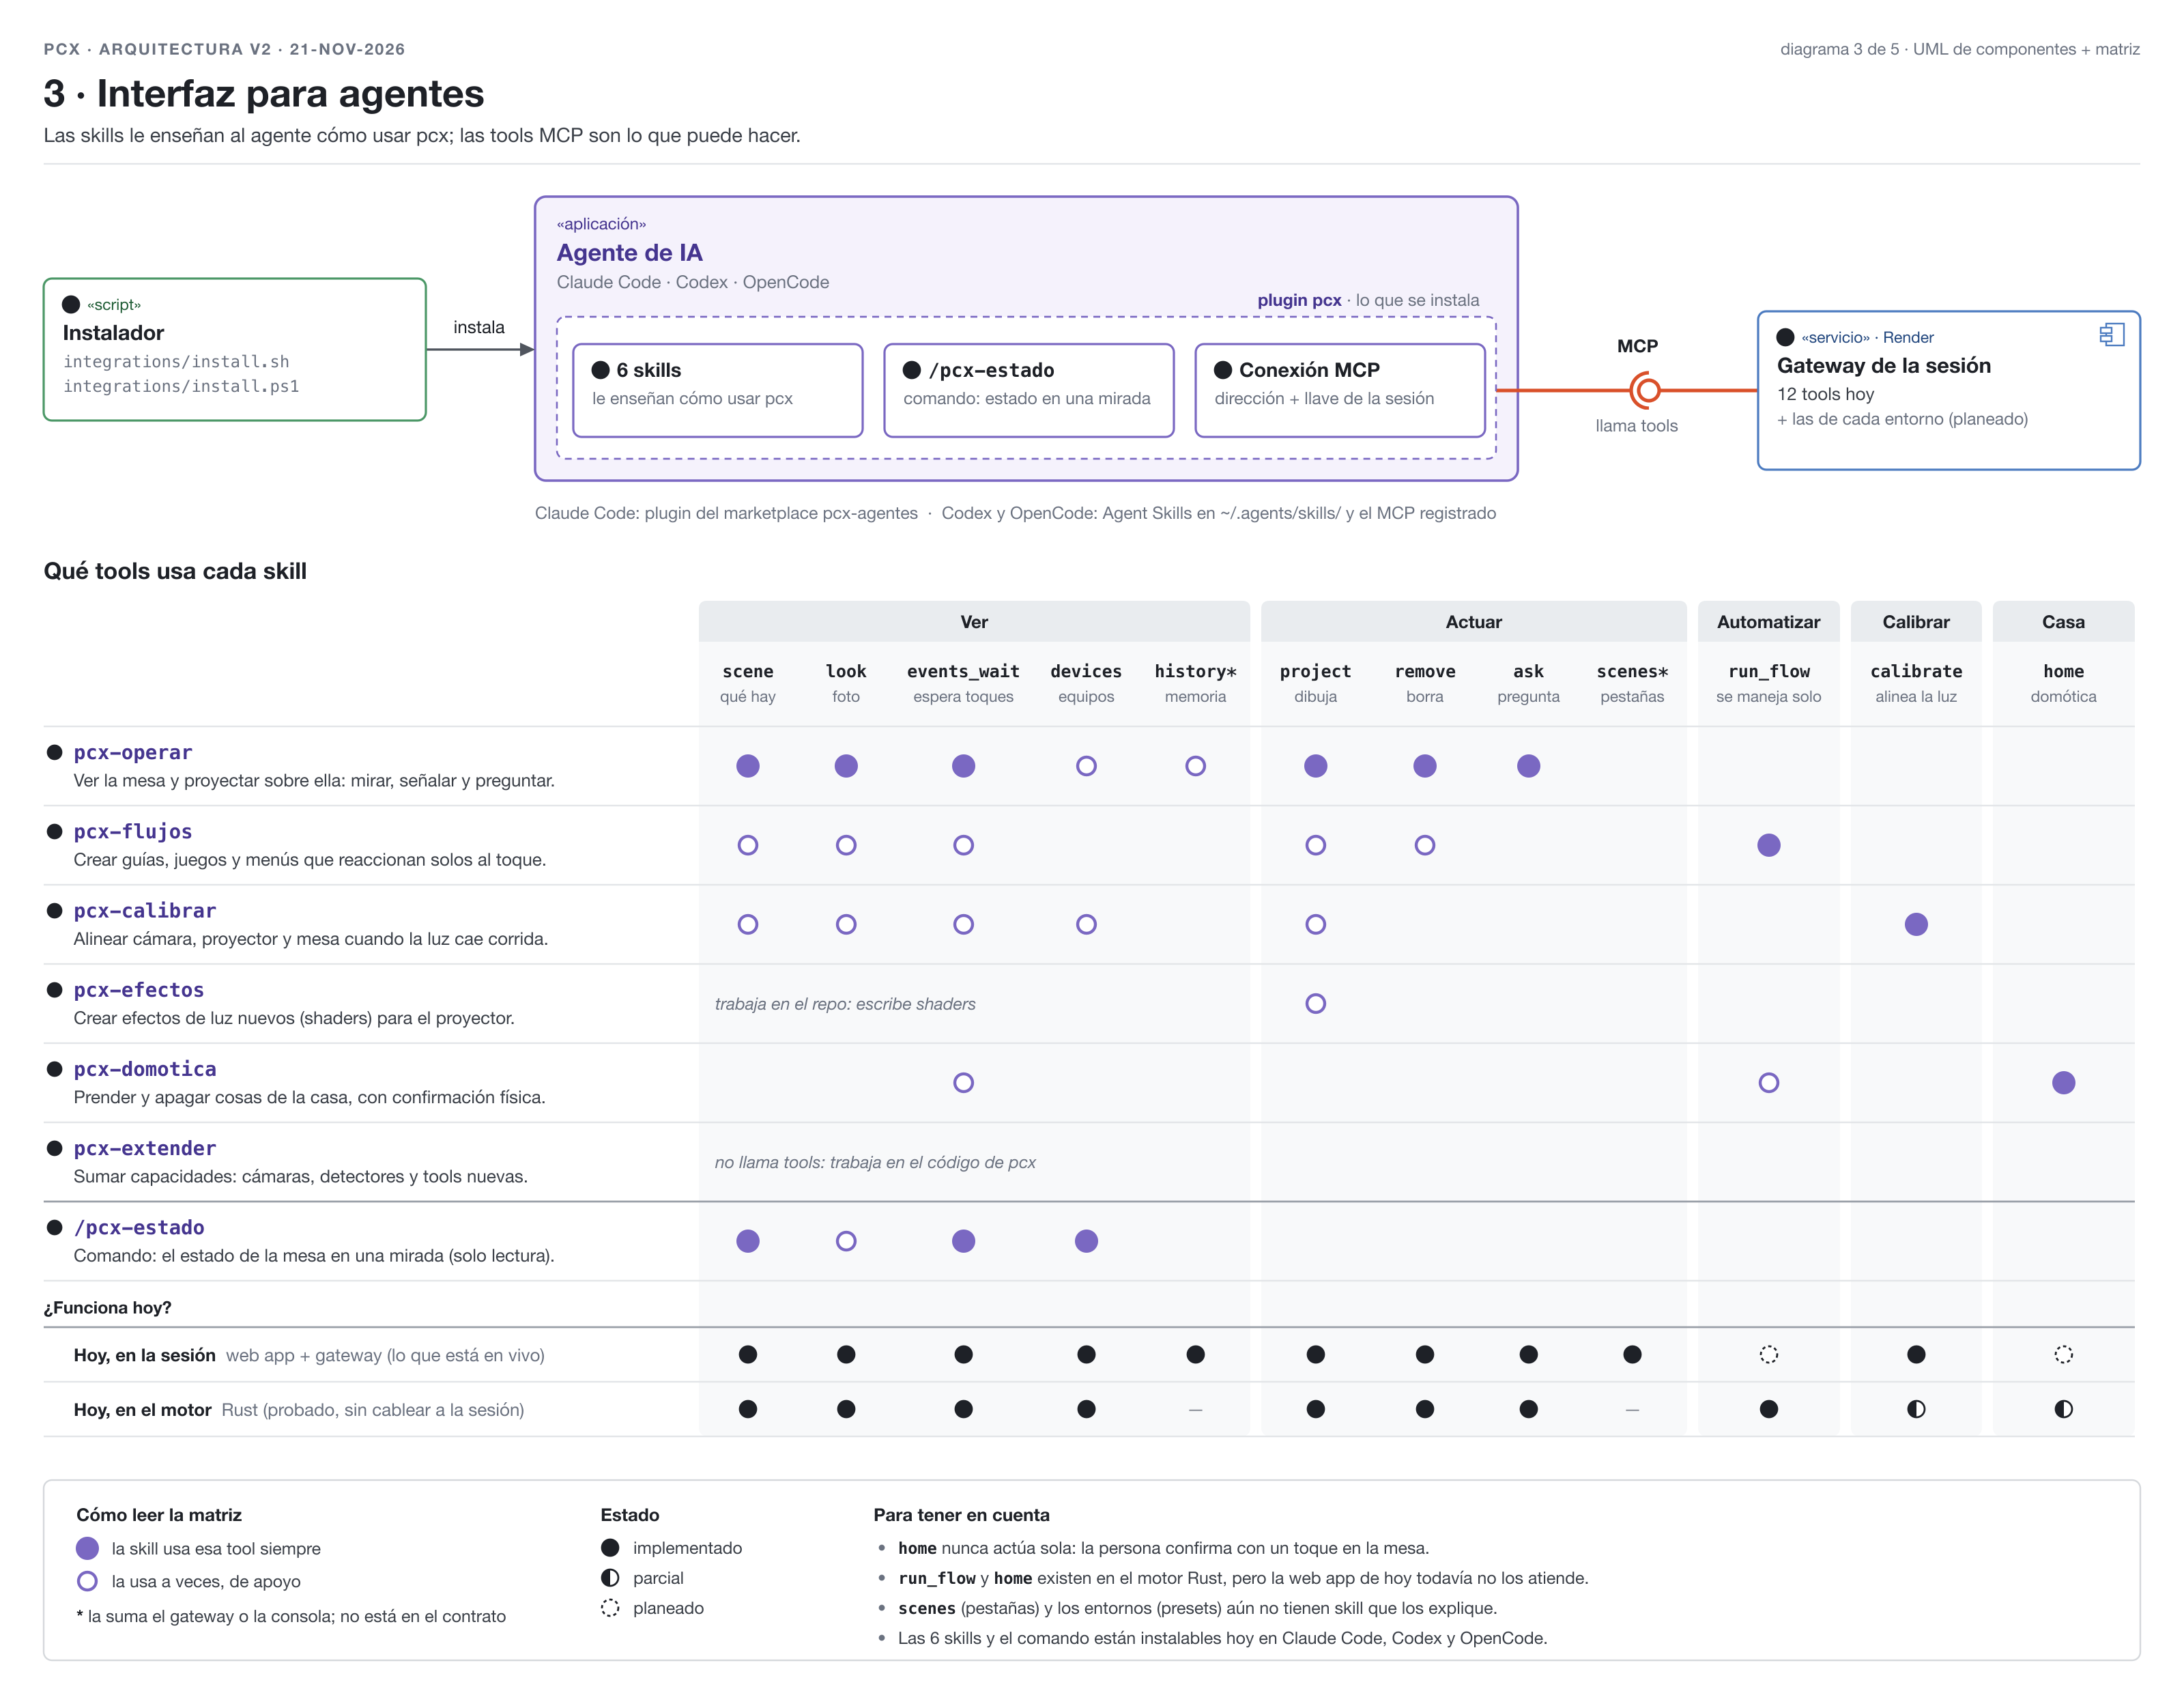 PCX · ARQUITECTURA V2 · 21-NOV-2026
diagrama 3 de 5 · UML de componentes + matriz
3 · Interfaz para agentes
Las skills le enseñan al agente cómo usar pcx; las tools MCP son lo que puede hacer.
«script»
Instalador
integrations/install.sh
integrations/install.ps1
instala
«aplicación»
Agente de IA
Claude Code · Codex · OpenCode
plugin pcx · lo que se instala
6 skills
le enseñan cómo usar pcx
/pcx-estado
comando: estado en una mirada
Conexión MCP
dirección + llave de la sesión
MCP
llama tools
«servicio» · Render
Gateway de la sesión
12 tools hoy
+ las de cada entorno (planeado)
Claude Code: plugin del marketplace pcx-agentes · Codex y OpenCode: Agent Skills en ~/.agents/skills/ y el MCP registrado
Qué tools usa cada skill
Ver Actuar Automatizar Calibrar Casa
scene look events_wait devices history* project remove ask scenes* run_flow calibrate home
qué hay foto espera toques equipos memoria dibuja borra pregunta pestañas se maneja solo alinea la luz domótica
pcx-operar
Ver la mesa y proyectar sobre ella: mirar, señalar y preguntar.
pcx-flujos
Crear guías, juegos y menús que reaccionan solos al toque.
pcx-calibrar
Alinear cámara, proyector y mesa cuando la luz cae corrida.
pcx-efectos
Crear efectos de luz nuevos (shaders) para el proyector.
trabaja en el repo: escribe shaders
pcx-domotica
Prender y apagar cosas de la casa, con confirmación física.
pcx-extender
Sumar capacidades: cámaras, detectores y tools nuevas.
no llama tools: trabaja en el código de pcx
/pcx-estado
Comando: el estado de la mesa en una mirada (solo lectura).
¿Funciona hoy?
Hoy, en la sesión web app + gateway (lo que está en vivo)
Hoy, en el motor Rust (probado, sin cablear a la sesión) — —
Cómo leer la matriz
la skill usa esa tool siempre
la usa a veces, de apoyo
* la suma el gateway o la consola; no está en el contrato
Estado
implementado
parcial
planeado
Para tener en cuenta
• home nunca actúa sola: la persona confirma con un toque en la mesa.
• run_flow y home existen en el motor Rust, pero la web app de hoy todavía no los atiende.
• scenes (pestañas) y los entornos (presets) aún no tienen skill que los explique.
• Las 6 skills y el comando están instalables hoy en Claude Code, Codex y OpenCode.